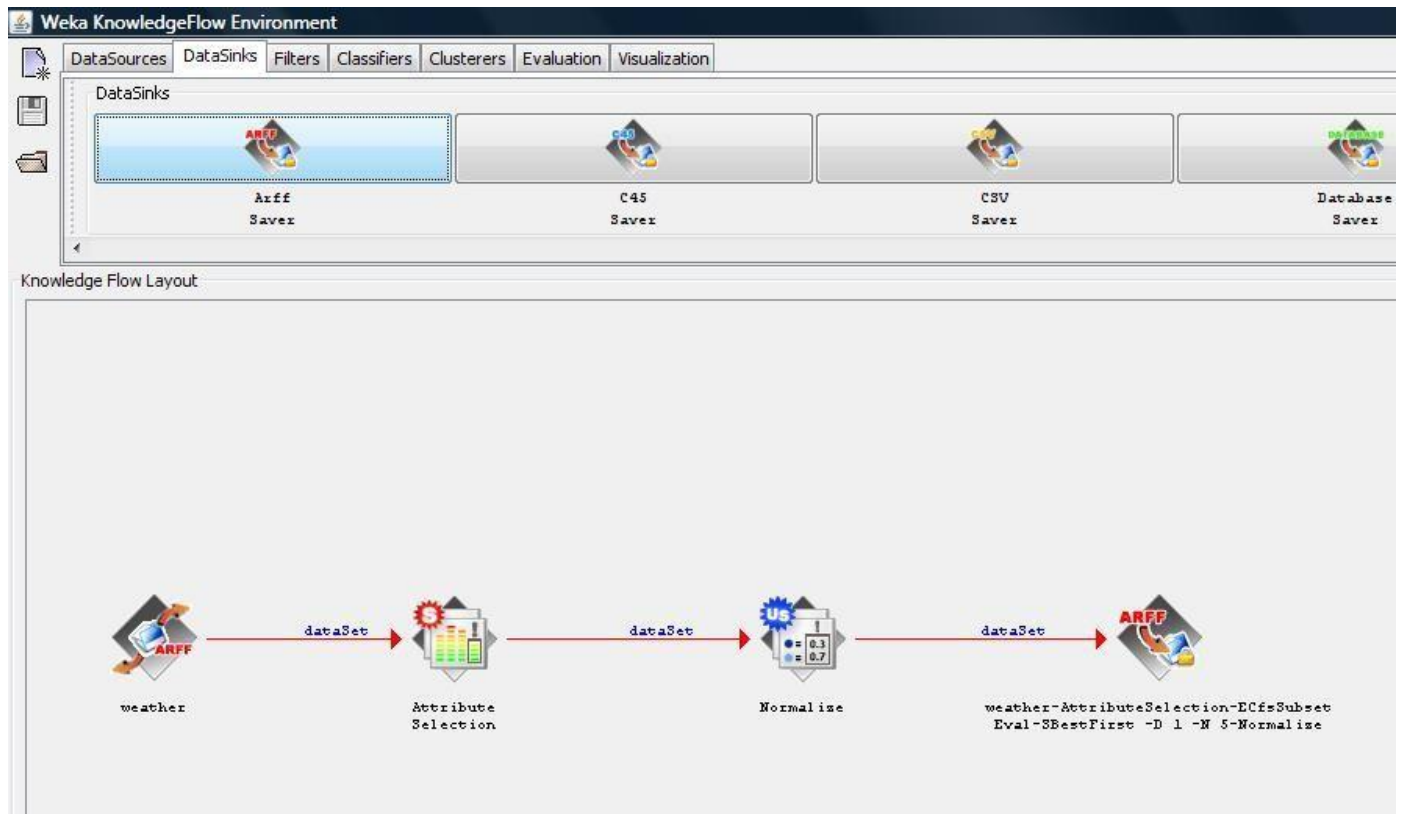 Weka KnowledgeFlow Environment
DataSources DataSinks Filters Classifiers Clusterers Evaluation Visualization
DataSinks
ARFF C45 CSV DATABASE
Arff C45 CSV Database
Saver Saver Saver Saver
Knowledge Flow Layout
ARFF dataSet S ! dataSet US ! 0.3 0.7 dataSet ARFF
weather Attribute Normalize weather-AttributeSelection-ECfsSubset
Selection Eval-SBestFirst -D 1 -N 5-Normalize